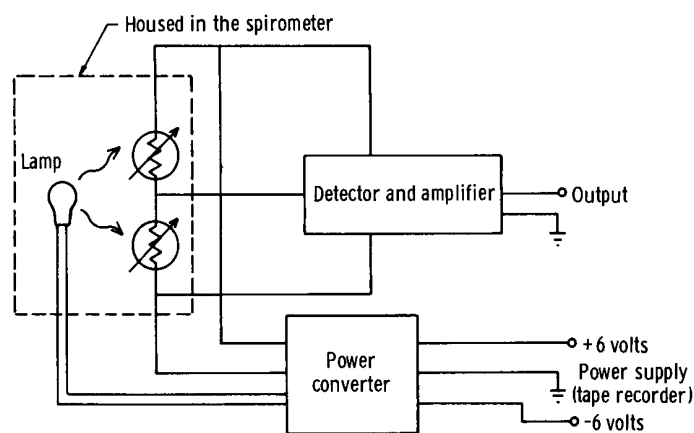 Housed in the spirometer
Lamp
Detector and amplifier
Output
Power
converter
+6 volts
Power supply
(tape recorder)
-6 volts